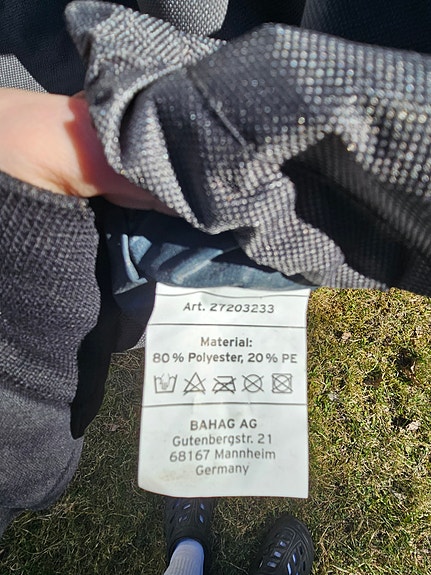 Art. 27203233
Material:
80 % Polyester, 20 % PE
BAHAG AG
Gutenbergstr. 21
68167 Mannheim
Germany